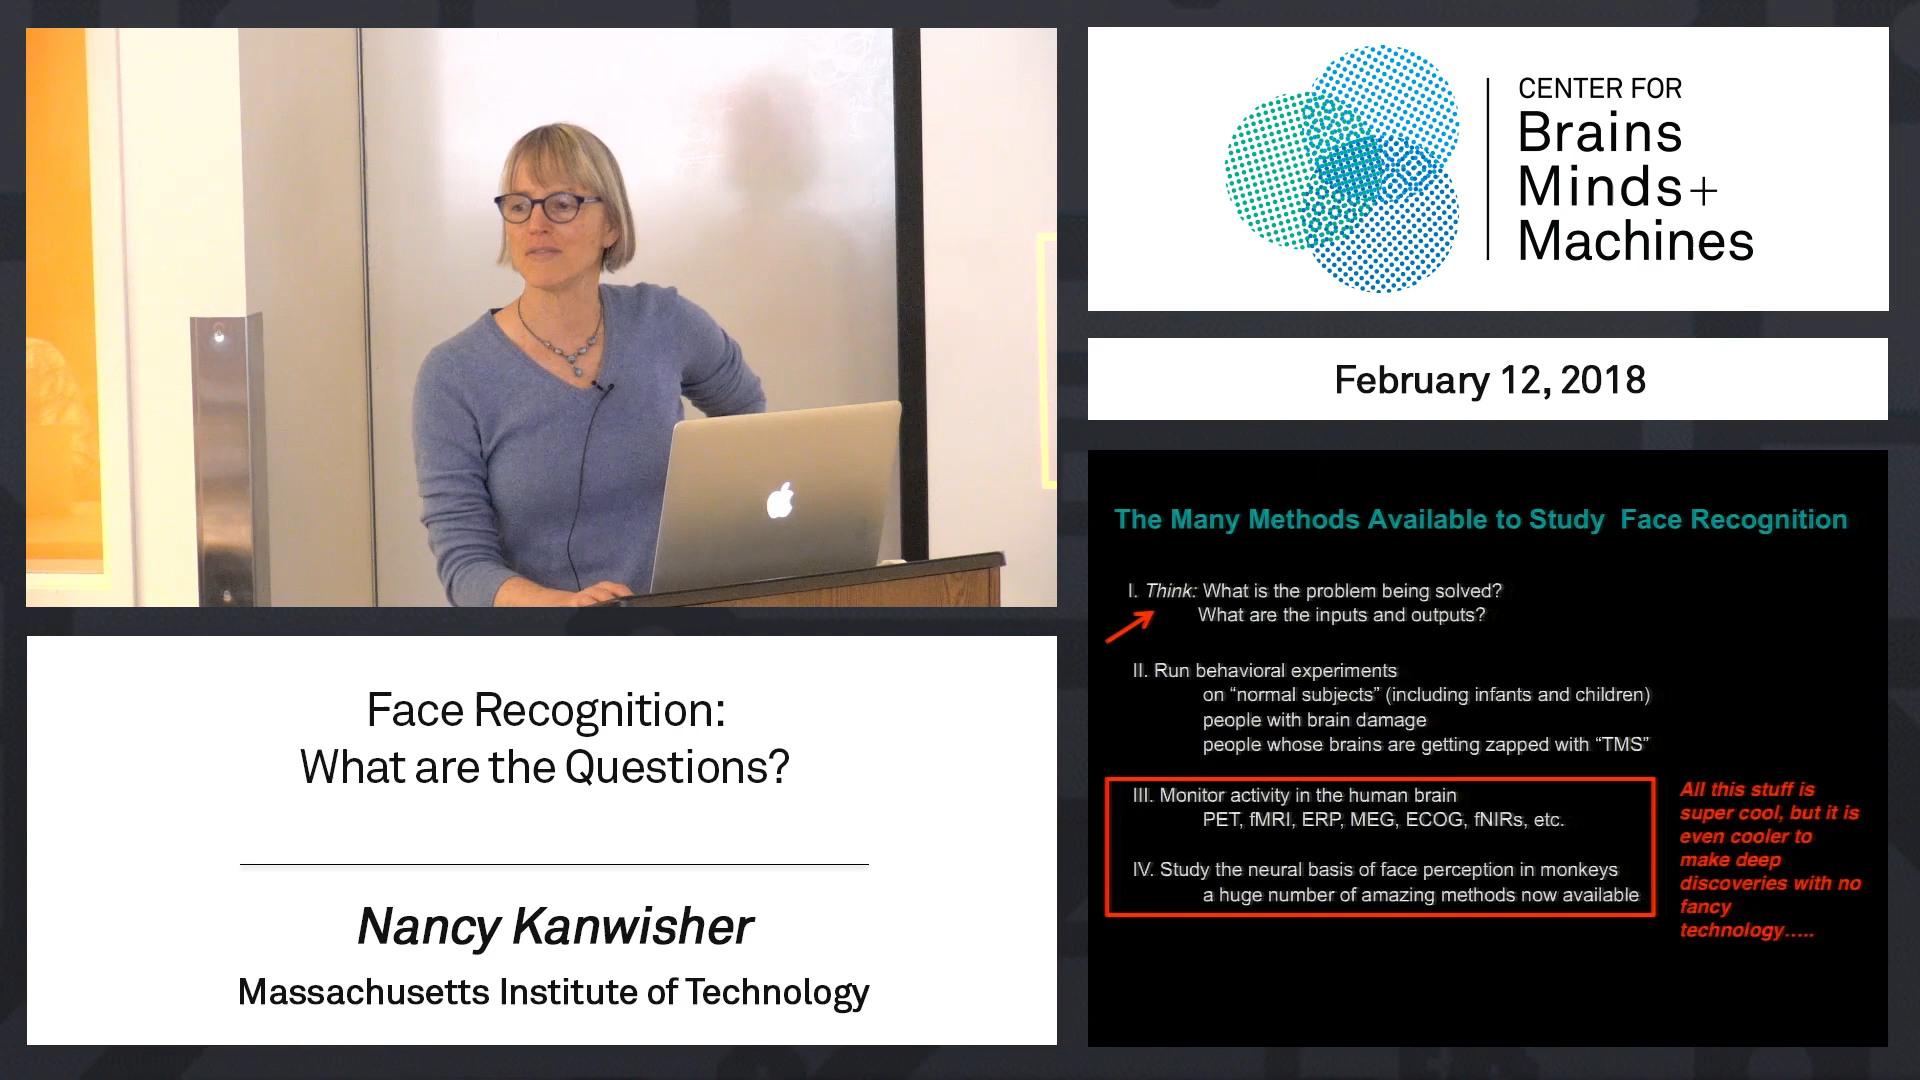 CENTER FOR
Brains
Minds+
Machines
February 12, 2018
Face Recognition:
What are the Questions?
Nancy Kanwisher
Massachusetts Institute of Technology
The Many Methods Available to Study Face Recognition
I. Think: What is the problem being solved?
What are the inputs and outputs?
II. Run behavioral experiments
on “normal subjects” (including infants and children)
people with brain damage
people whose brains are getting zapped with “TMS”
III. Monitor activity in the human brain
PET, fMRI, ERP, MEG, ECOG, fNIRs, etc.
IV. Study the neural basis of face perception in monkeys
a huge number of amazing methods now available
All this stuff is
super cool, but it is
even cooler to
make deep
discoveries with no
fancy
technology.....